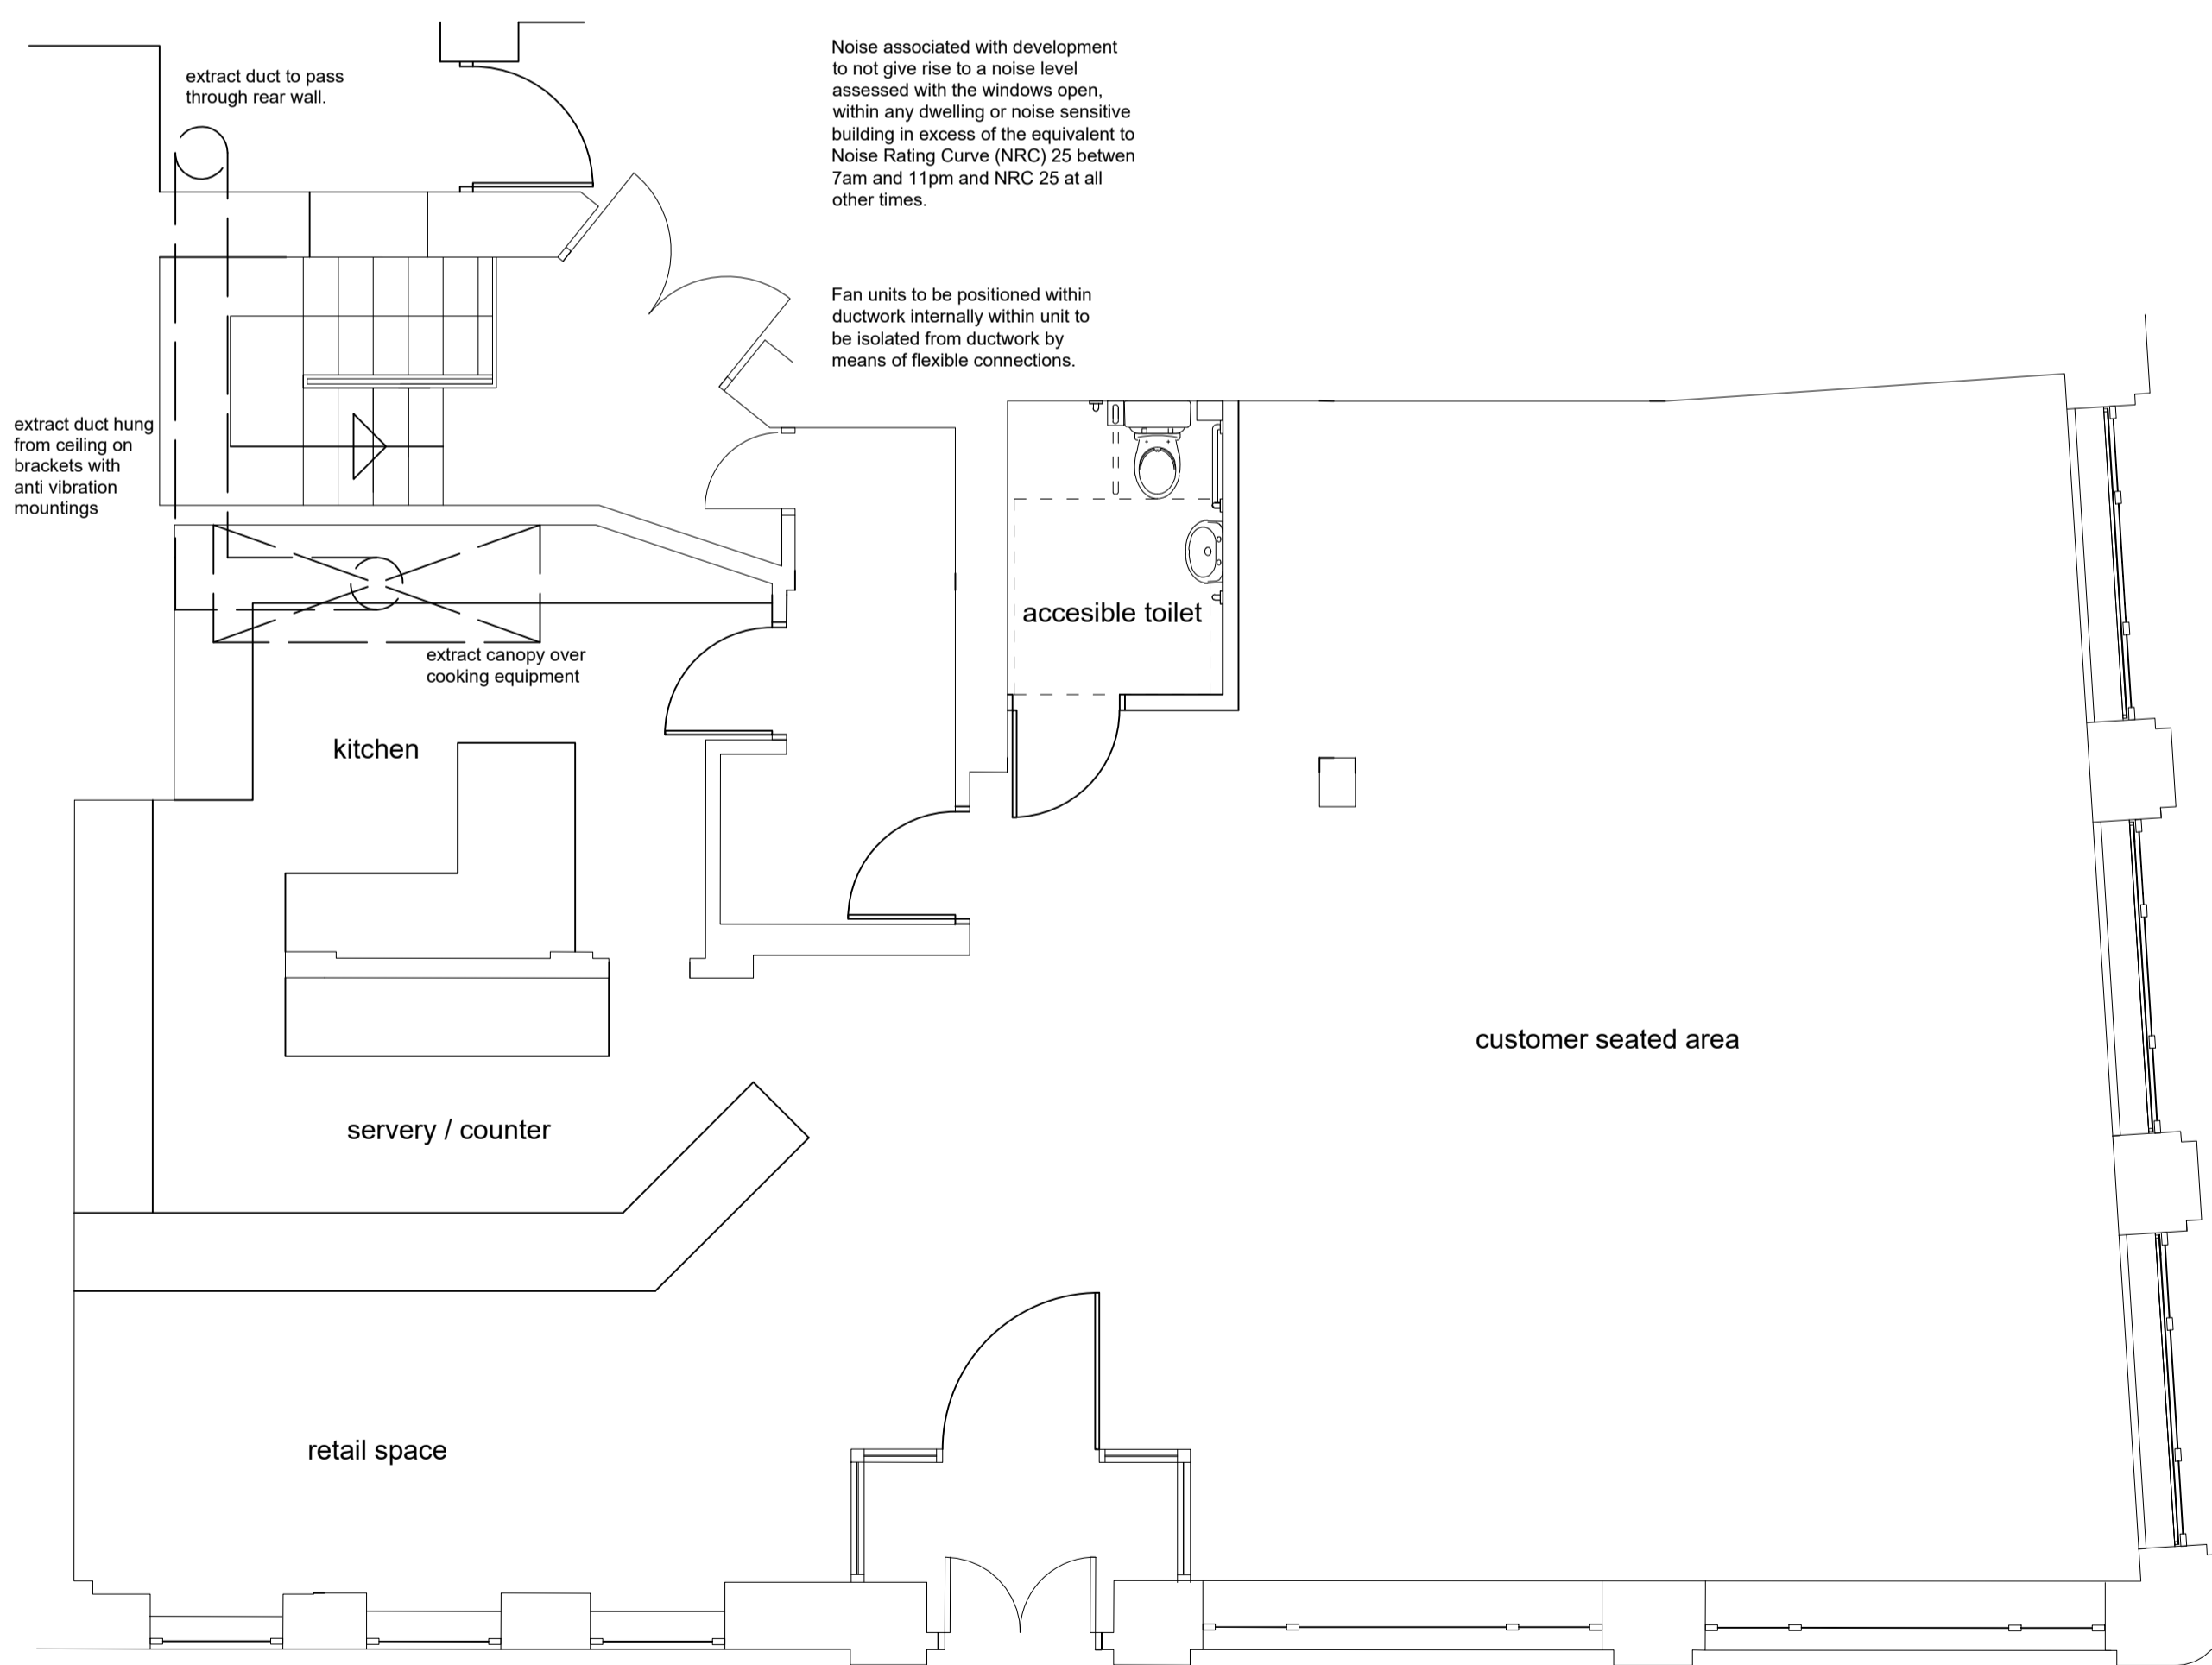 extract duct to pass
through rear wall.
Noise associated with development
to not give rise to a noise level
assessed with the windows open,
within any dwelling or noise sensitive
building in excess of the equivalent to
Noise Rating Curve (NRC) 25 betwen
7am and 11pm and NRC 25 at all
other times.
Fan units to be positioned within
ductwork internally within unit to
be isolated from ductwork by
means of flexible connections.
extract duct hung
from ceiling on
brackets with
anti vibration
mountings
accesible toilet
extract canopy over
cooking equipment
kitchen
customer seated area
servery / counter
retail space